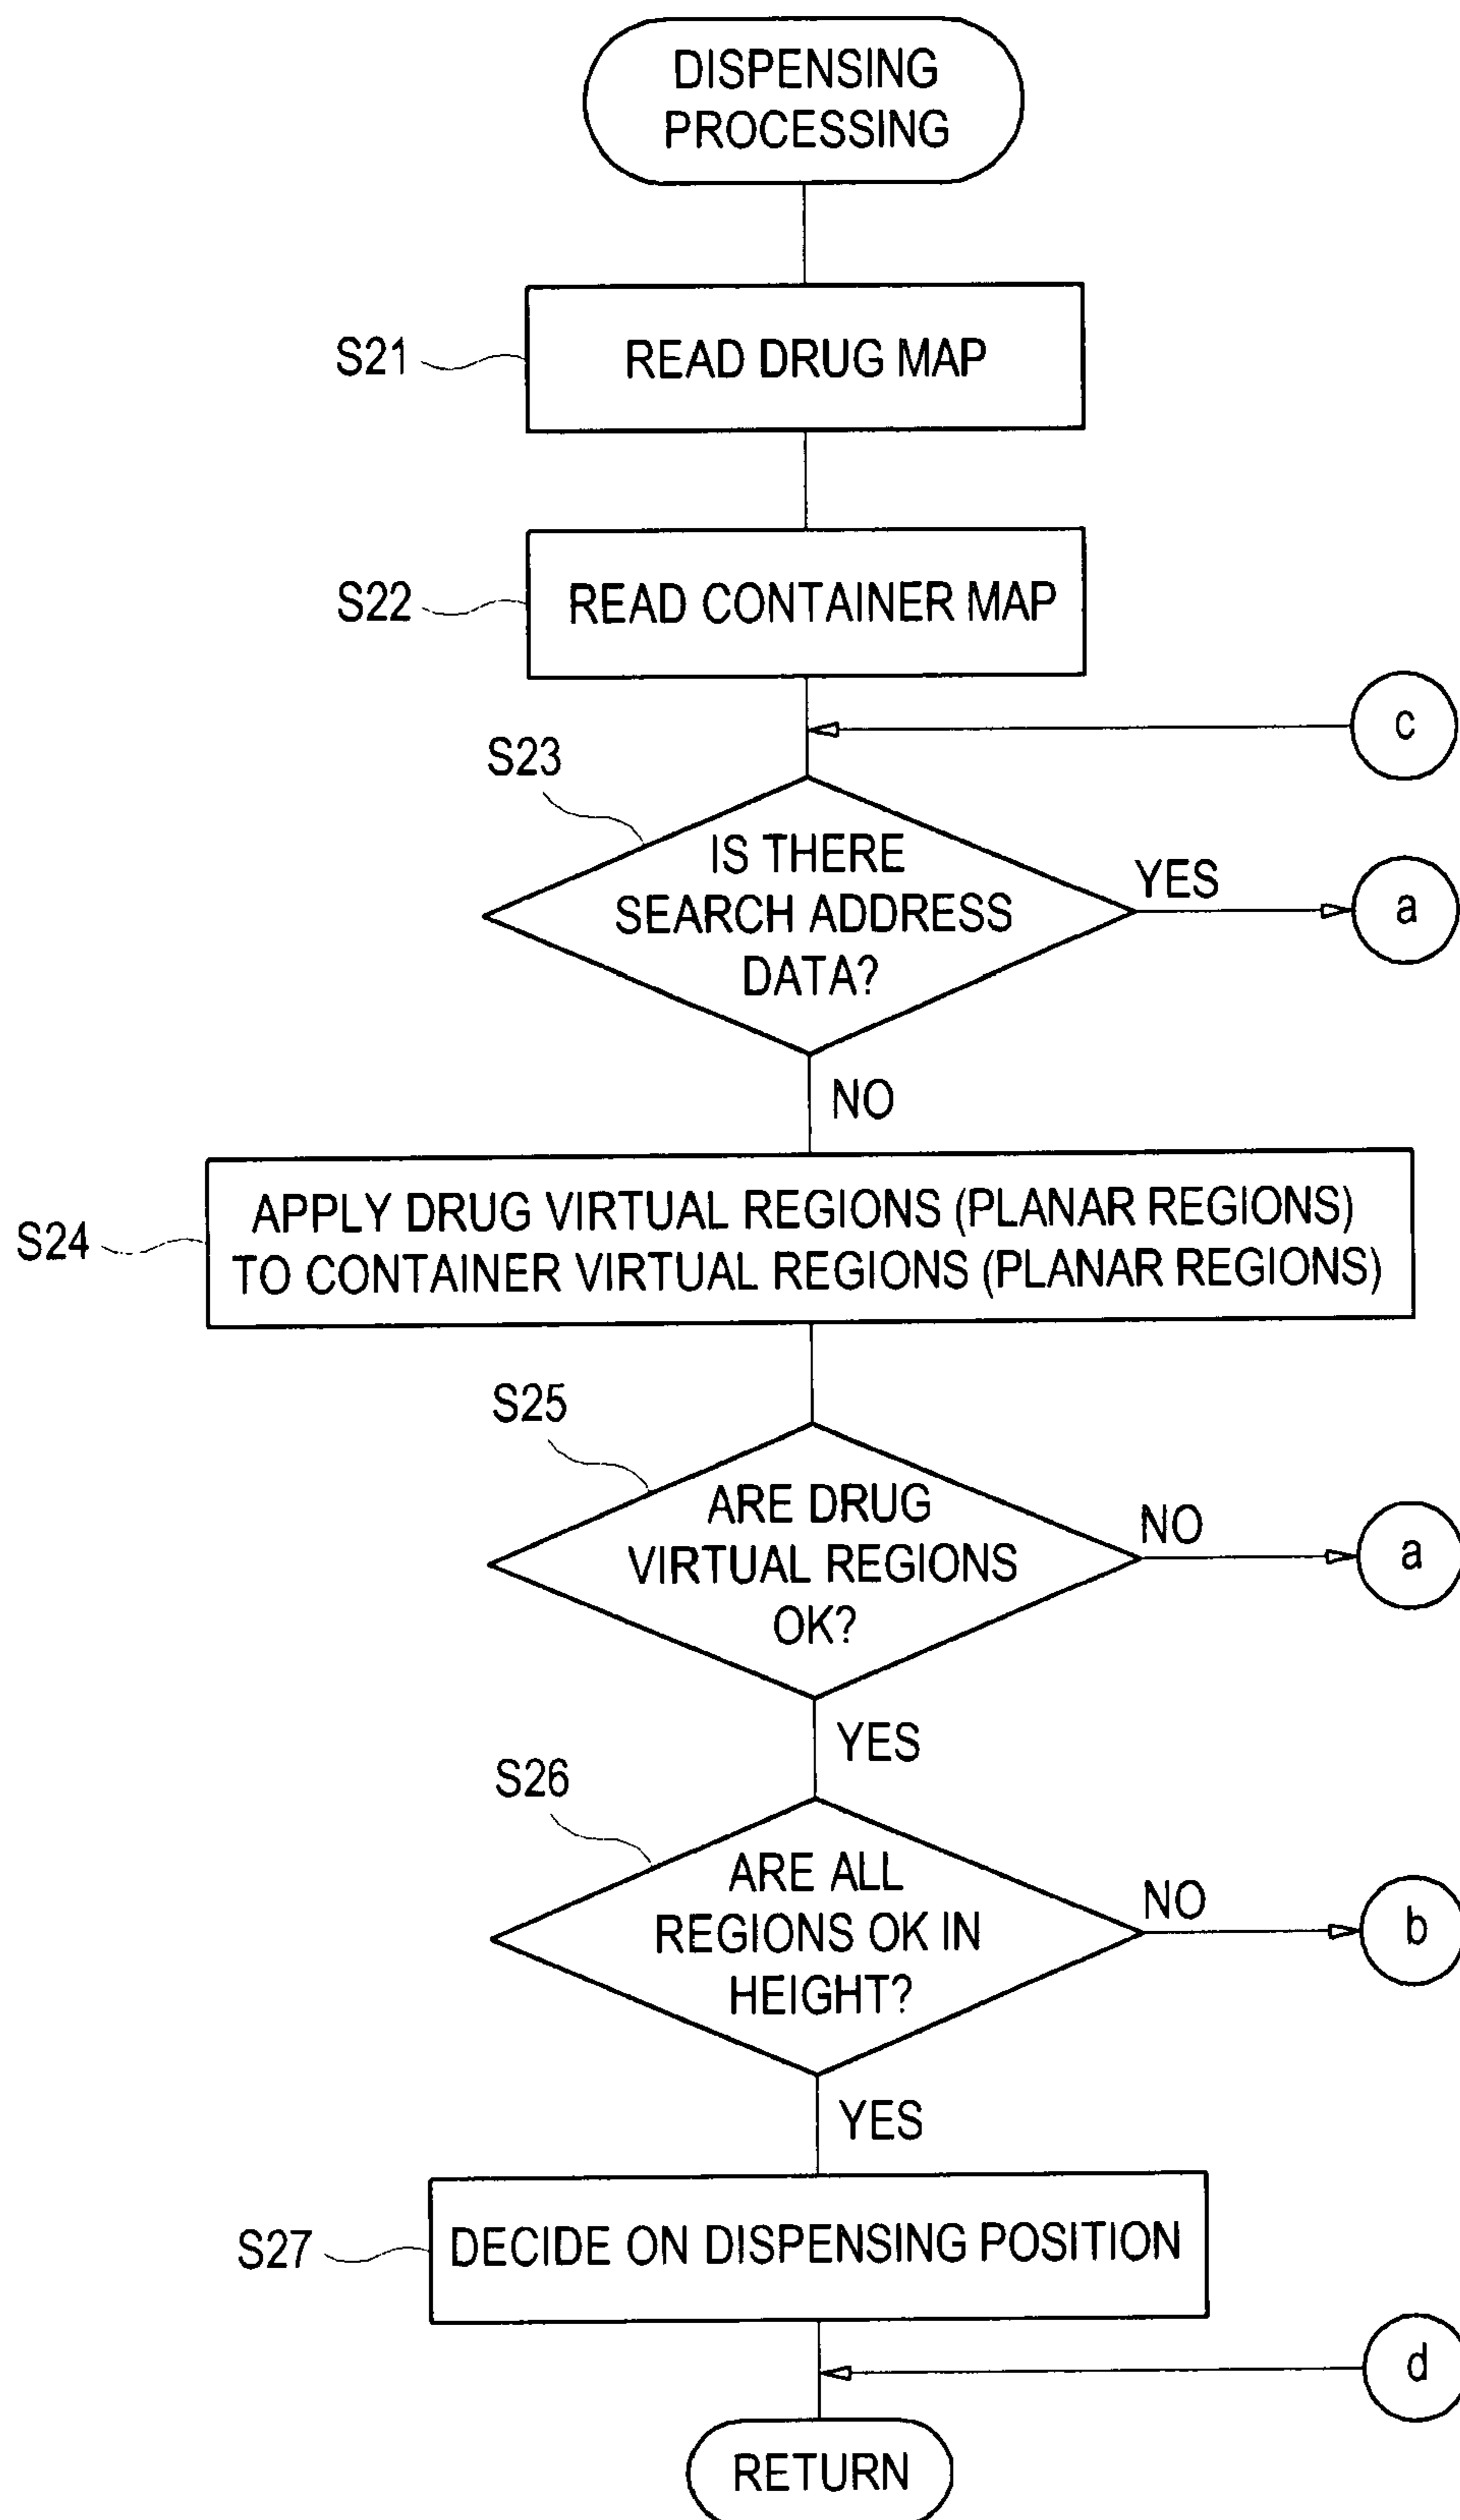 DISPENSING
PROCESSING
S21
READ DRUG MAP
S22
READ CONTAINER MAP
c
S23
IS THERE
SEARCH ADDRESS
DATA?
YES
a
NO
S24
APPLY DRUG VIRTUAL REGIONS (PLANAR REGIONS)
TO CONTAINER VIRTUAL REGIONS (PLANAR REGIONS)
S25
ARE DRUG
VIRTUAL REGIONS
OK?
NO
a
YES
S26
ARE ALL
REGIONS OK IN
HEIGHT?
NO
b
YES
S27
DECIDE ON DISPENSING POSITION
d
RETURN